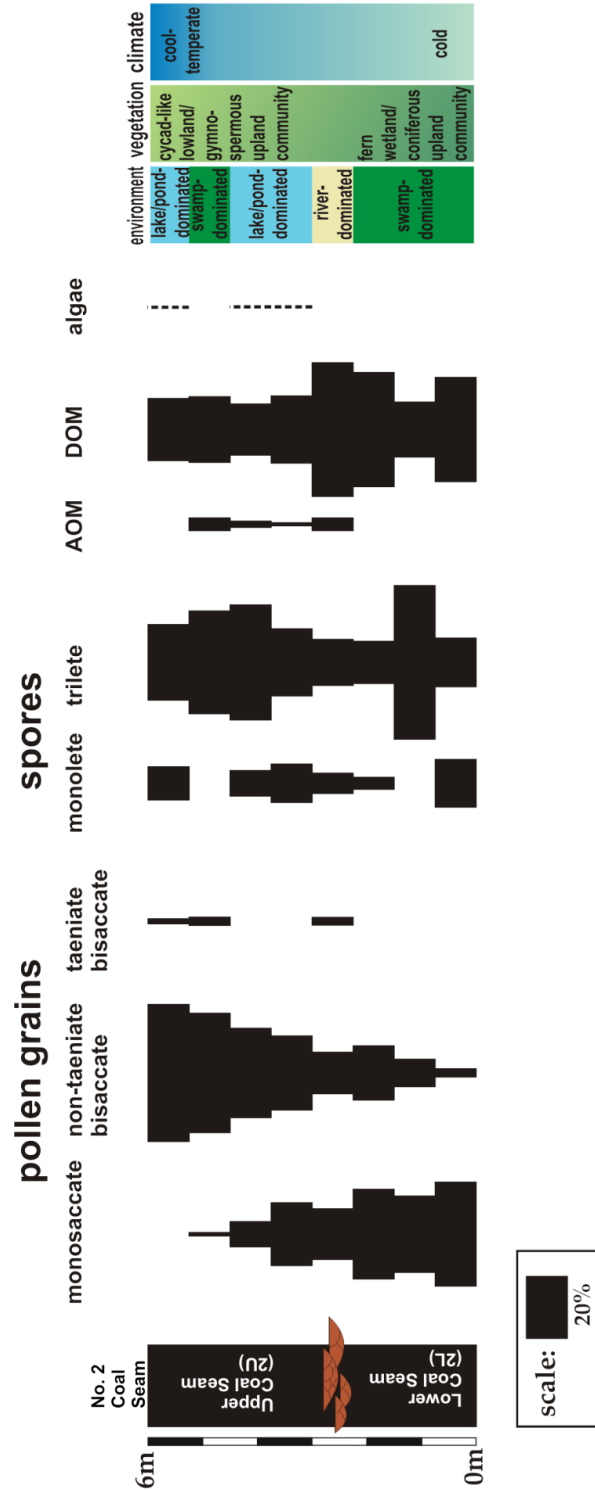 pollen grains
spores
No. 2
Coal
Seam
monosaccate
non-taeniate
bisaccate
taeniate
bisaccate
monolete
trilete
AOM
DOM
algae
environment
vegetation
climate
6m
0m
Upper
Coal Seam
(2U)
Lower
Coal Seam
(2L)
lake/pond-
dominated
swamp-
dominated
lake/pond-
dominated
river-
dominated
swamp-
dominated
cycad-like
lowland/
gymno-
spermous
upland
community
fern
wetland/
coniferous
upland
community
cool-
temperate
cold
scale:
20%